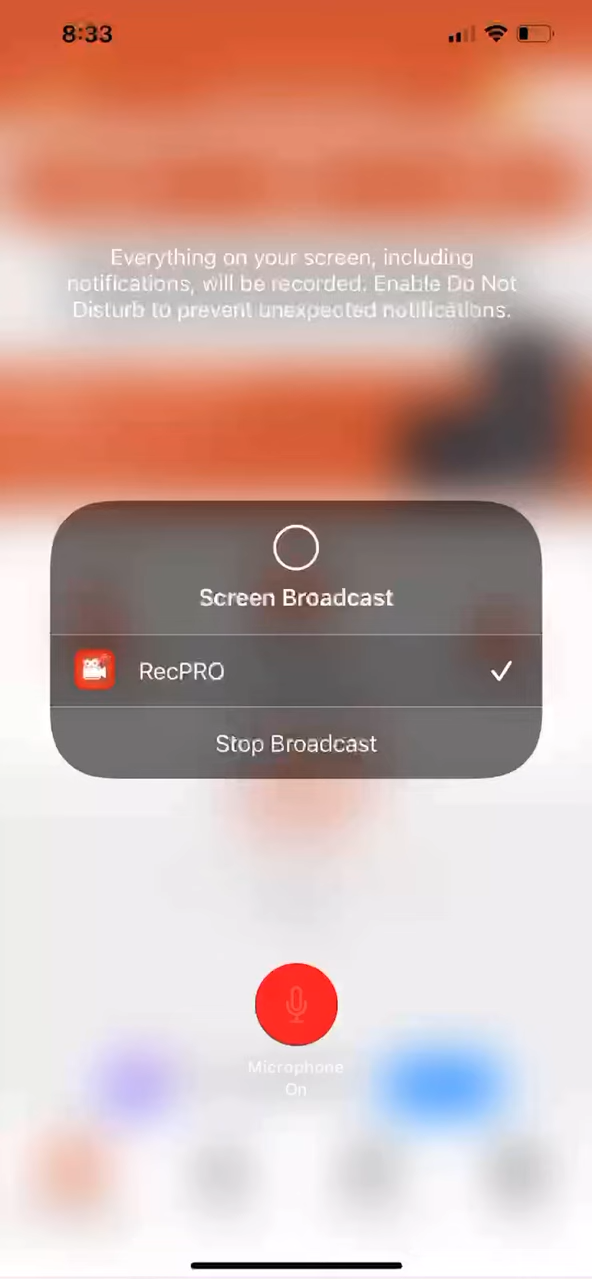 8:33
Everything on your screen, including
notifications, will be recorded. Enable Do Not
Disturb to prevent unexpected notifications.
Screen Broadcast
RecPRO
Stop Broadcast
Microphone
On